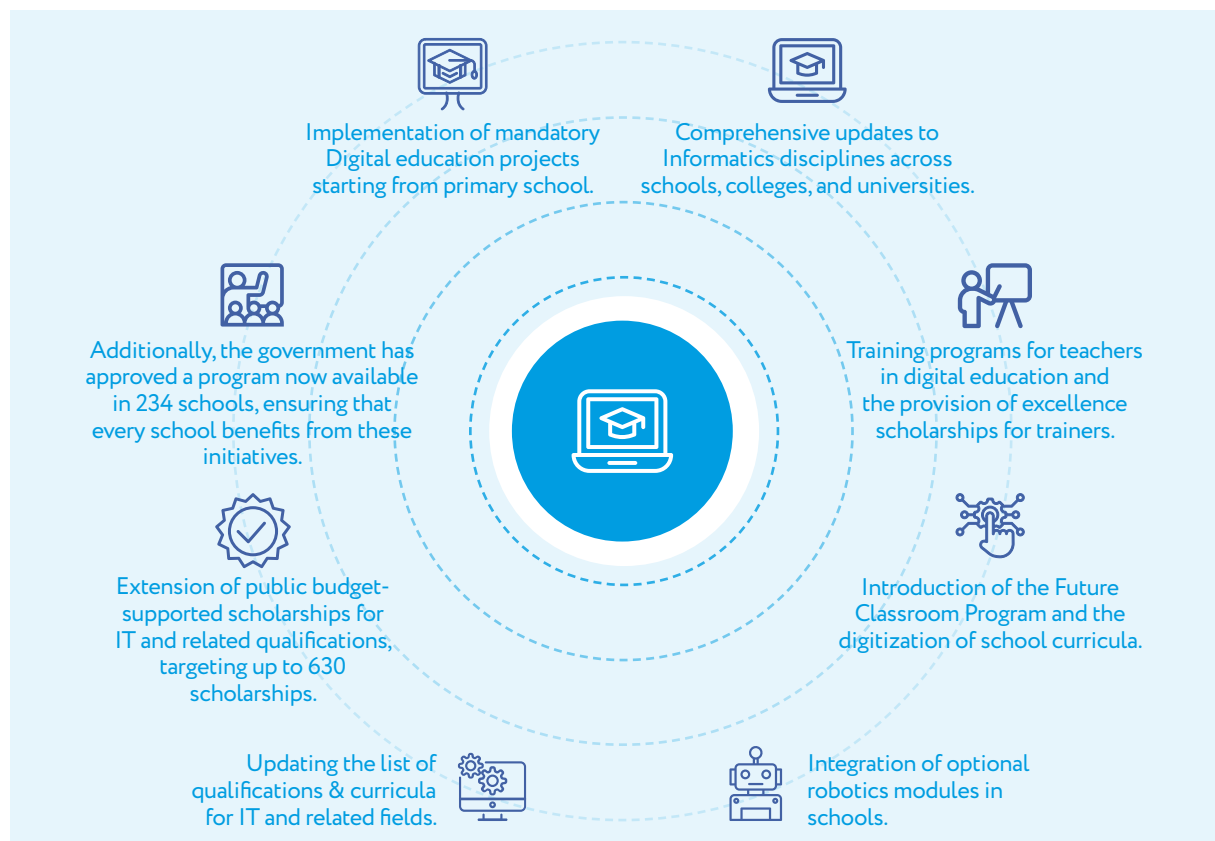 Implementation of mandatory
Digital education projects
starting from primary school.
Comprehensive updates to
Informatics disciplines across
schools, colleges, and universities.
Additionally, the government has
approved a program now available
in 234 schools, ensuring that
every school benefits from these
initiatives.
Training programs for teachers
in digital education and
the provision of excellence
scholarships for trainers.
Extension of public budget-
supported scholarships for
IT and related qualifications,
targeting up to 630
scholarships.
Introduction of the Future
Classroom Program and the
digitization of school curricula.
Updating the list of
qualifications & curricula
for IT and related fields.
Integration of optional
robotics modules in
schools.